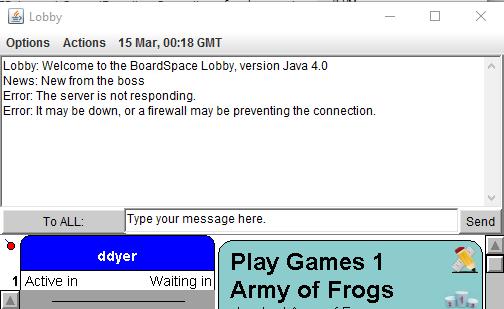 Lobby
Options Actions 15 Mar, 00:18 GMT
Lobby: Welcome to the BoardSpace Lobby, version Java 4.0
News: New from the boss
Error: The server is not responding.
Error: It may be down, or a firewall may be preventing the connection.
To ALL: Type your message here. Send
ddyer
1 Active in Waiting in
Play Games 1
Army of Frogs